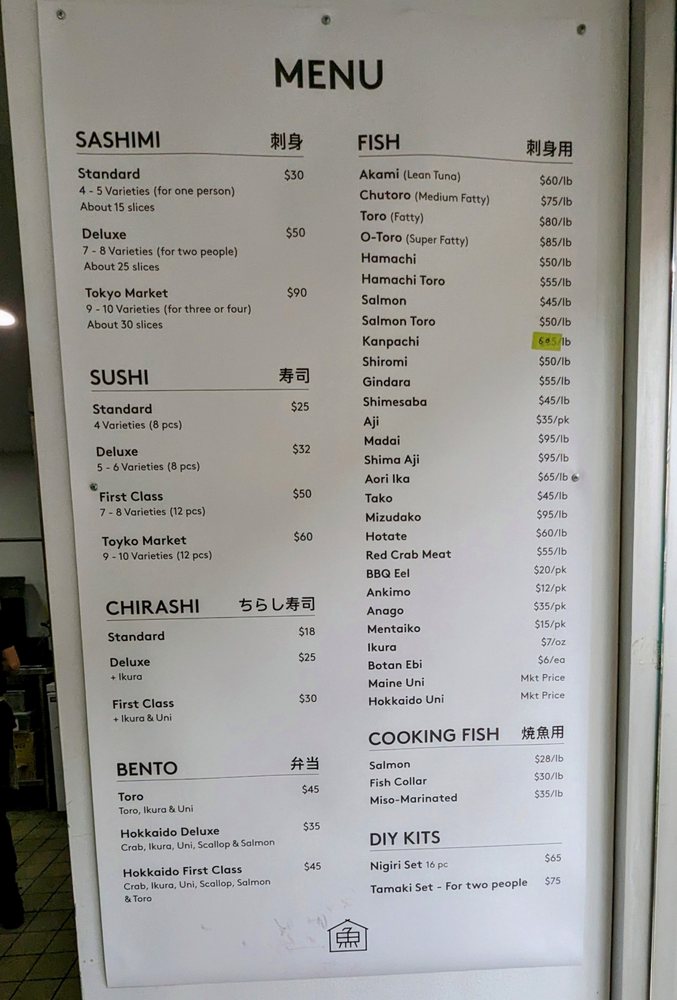 MENU
SASHIMI 刺身
Standard $30
4 - 5 Varieties (for one person)
About 15 slices
Deluxe $50
7 - 8 Varieties (for two people)
About 25 slices
Tokyo Market $90
9 - 10 Varieties (for three or four)
About 30 slices
SUSHI 寿司
Standard $25
4 Varieties (8 pcs)
Deluxe $32
5 - 6 Varieties (8 pcs)
First Class $50
7 - 8 Varieties (12 pcs)
Toyko Market $60
9 - 10 Varieties (12 pcs)
CHIRASHI ちらし寿司
Standard $18
Deluxe $25
+ Ikura
First Class $30
+ Ikura & Uni
BENTO 弁当
Toro $45
Toro, Ikura & Uni
Hokkaido Deluxe $35
Crab, Ikura, Uni, Scallop & Salmon
Hokkaido First Class $45
Crab, Ikura, Uni, Scallop, Salmon
& Toro
FISH 刺身用
Akami (Lean Tuna) $60/lb
Chutoro (Medium Fatty) $75/lb
Toro (Fatty) $80/lb
O-Toro (Super Fatty) $85/lb
Hamachi $50/lb
Hamachi Toro $55/lb
Salmon $45/lb
Salmon Toro $50/lb
Kanpachi /lb
Shiromi $50/lb
Gindara $55/lb
Shimesaba $45/lb
Aji $35/pk
Madai $95/lb
Shima Aji $95/lb
Aori Ika $65/lb
Tako $45/lb
Mizudako $95/lb
Hotate $60/lb
Red Crab Meat $55/lb
BBQ Eel $20/pk
Ankimo $12/pk
Anago $35/pk
Mentaiko $15/pk
Ikura $7/oz
Botan Ebi $6/ea
Maine Uni Mkt Price
Hokkaido Uni Mkt Price
COOKING FISH 焼魚用
Salmon $28/lb
Fish Collar $30/lb
Miso-Marinated $35/lb
DIY KITS
Nigiri Set 16 pc $65
Tamaki Set - For two people $75
魚